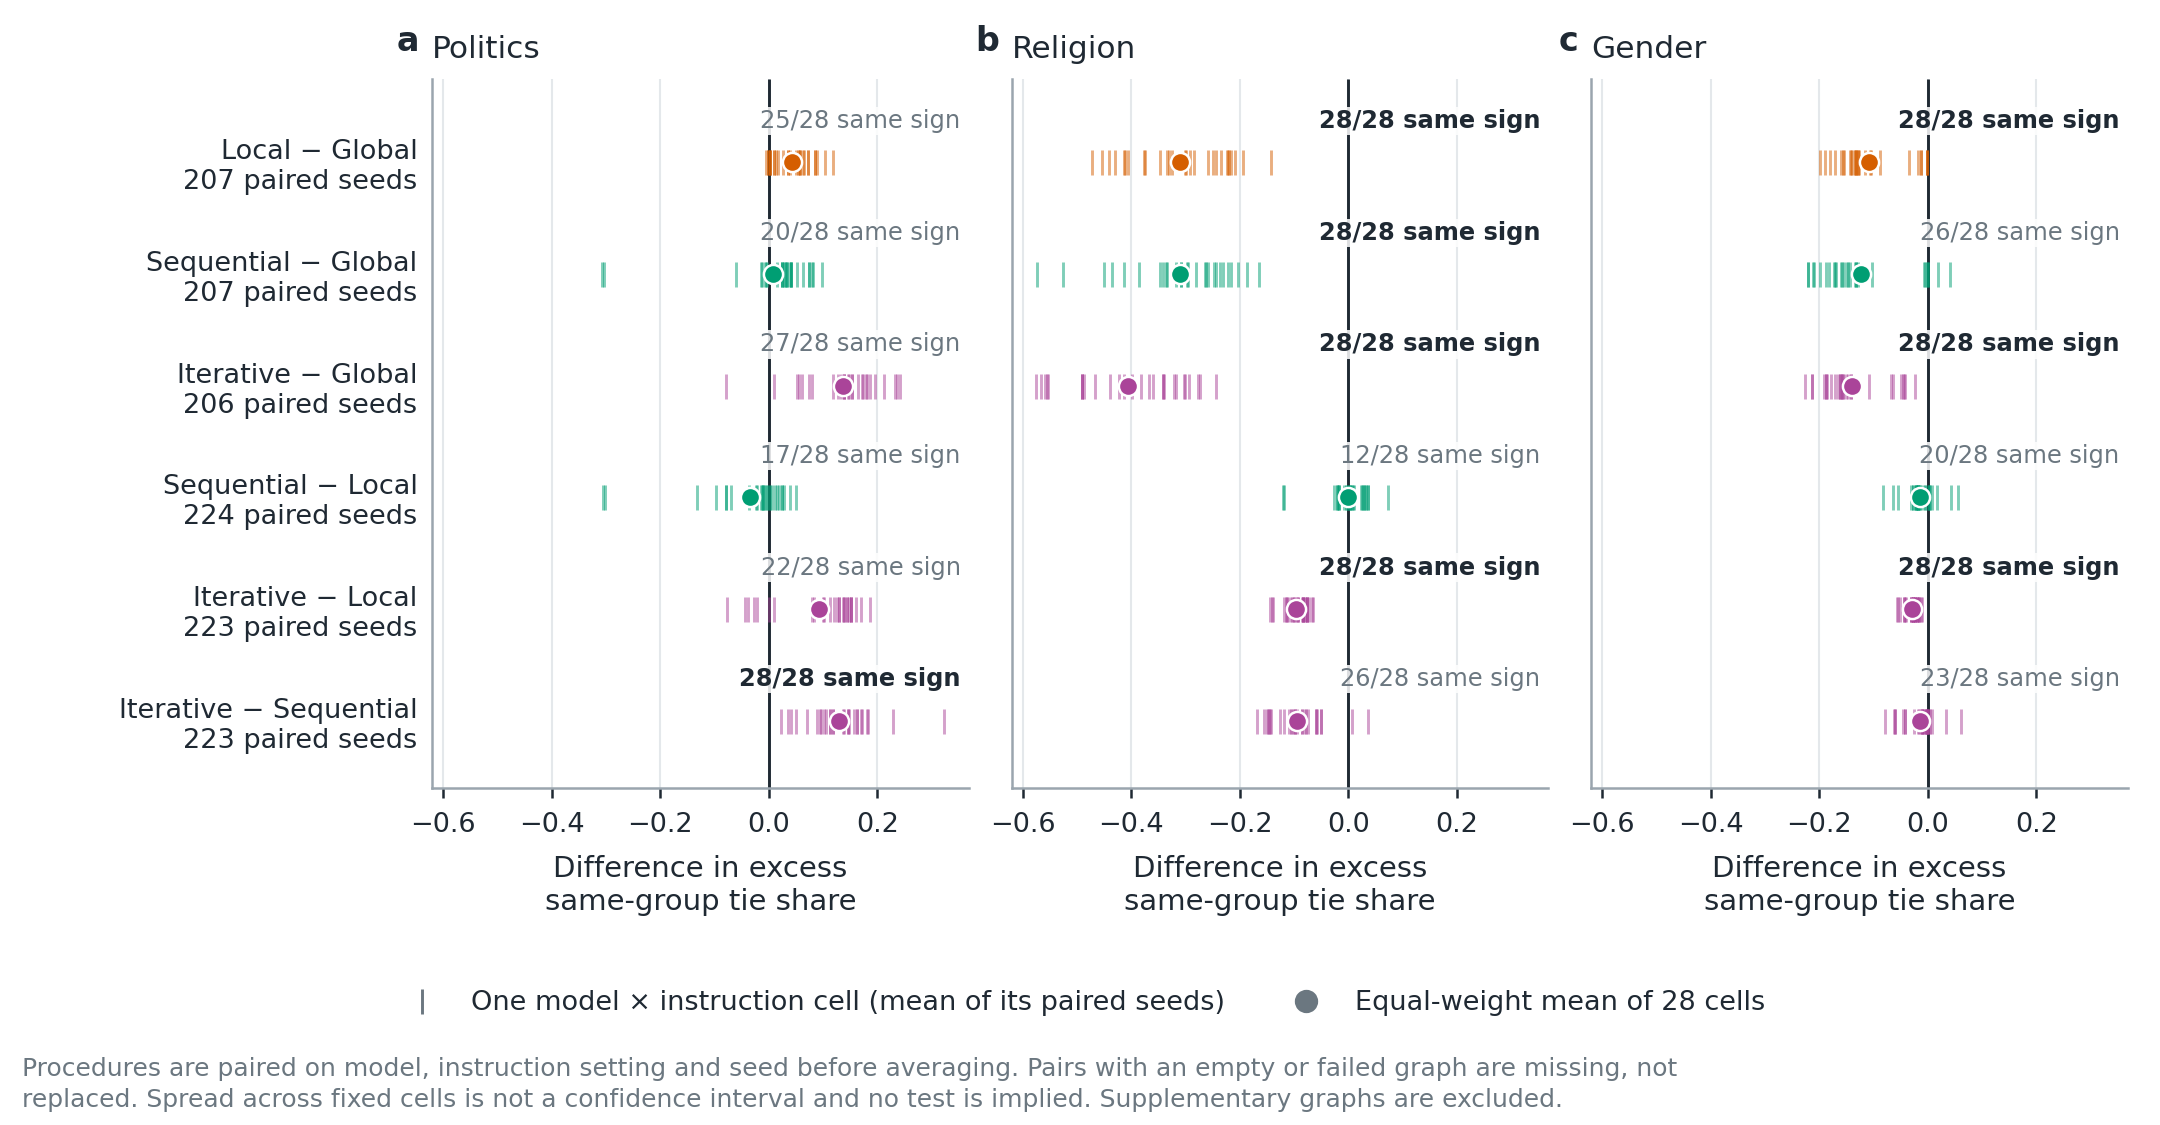 a Politics
b Religion
c Gender
Local − Global
207 paired seeds
25/28 same sign
28/28 same sign
28/28 same sign
Sequential − Global
207 paired seeds
20/28 same sign
28/28 same sign
26/28 same sign
Iterative − Global
206 paired seeds
27/28 same sign
28/28 same sign
28/28 same sign
Sequential − Local
224 paired seeds
17/28 same sign
12/28 same sign
20/28 same sign
Iterative − Local
223 paired seeds
22/28 same sign
28/28 same sign
28/28 same sign
Iterative − Sequential
223 paired seeds
28/28 same sign
26/28 same sign
23/28 same sign
−0.6 −0.4 −0.2 0.0 0.2
−0.6 −0.4 −0.2 0.0 0.2
−0.6 −0.4 −0.2 0.0 0.2
Difference in excess
same-group tie share
Difference in excess
same-group tie share
Difference in excess
same-group tie share
One model × instruction cell (mean of its paired seeds)
Equal-weight mean of 28 cells
Procedures are paired on model, instruction setting and seed before averaging. Pairs with an empty or failed graph are missing, not
replaced. Spread across fixed cells is not a confidence interval and no test is implied. Supplementary graphs are excluded.